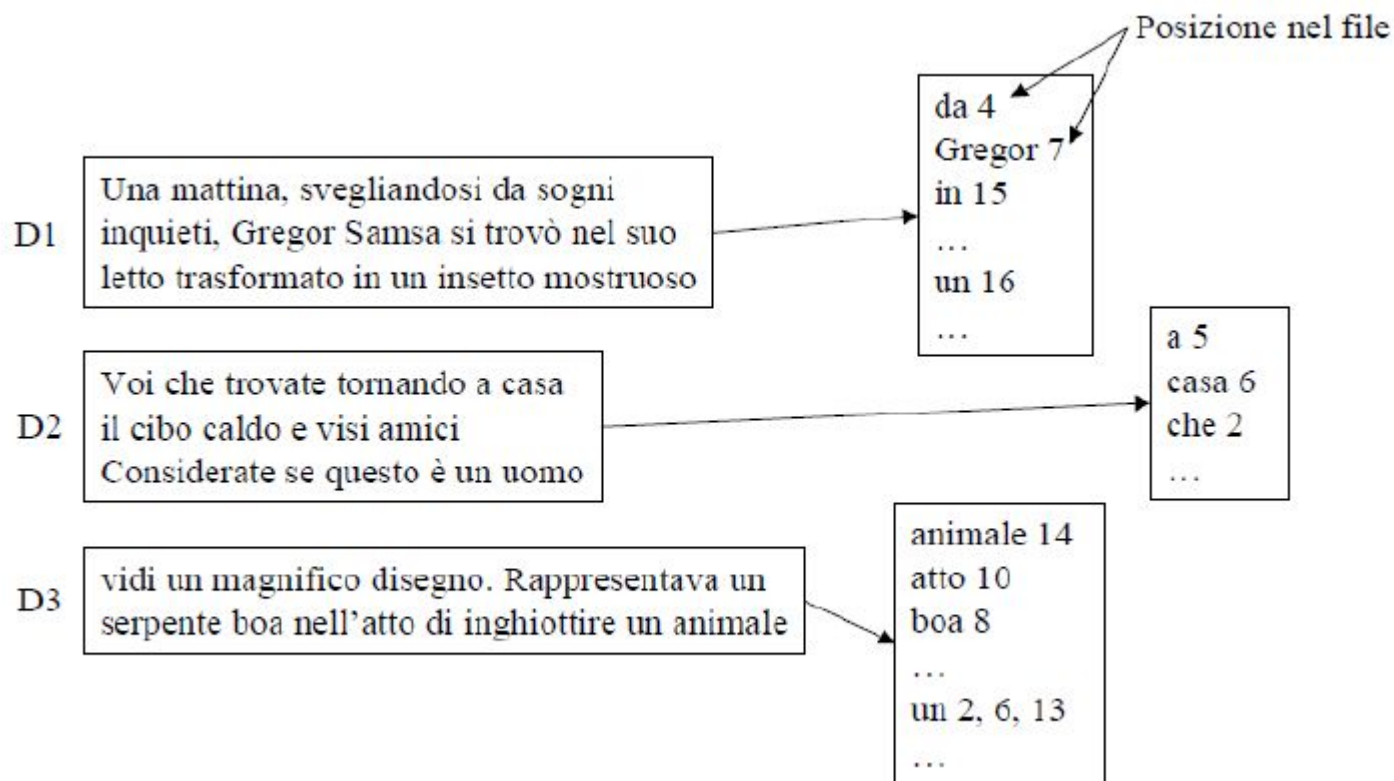 Posizione nel file
da 4
Gregor 7
in 15
…
un 16
…
D1
Una mattina, svegliandosi da sogni
inquieti, Gregor Samsa si trovò nel suo
letto trasformato in un insetto mostruoso
a 5
casa 6
che 2
…
D2
Voi che trovate tornando a casa
il cibo caldo e visi amici
Considerate se questo è un uomo
animale 14
atto 10
boa 8
…
un 2, 6, 13
…
D3
vidi un magnifico disegno. Rappresentava un
serpente boa nell’atto di inghiottire un animale